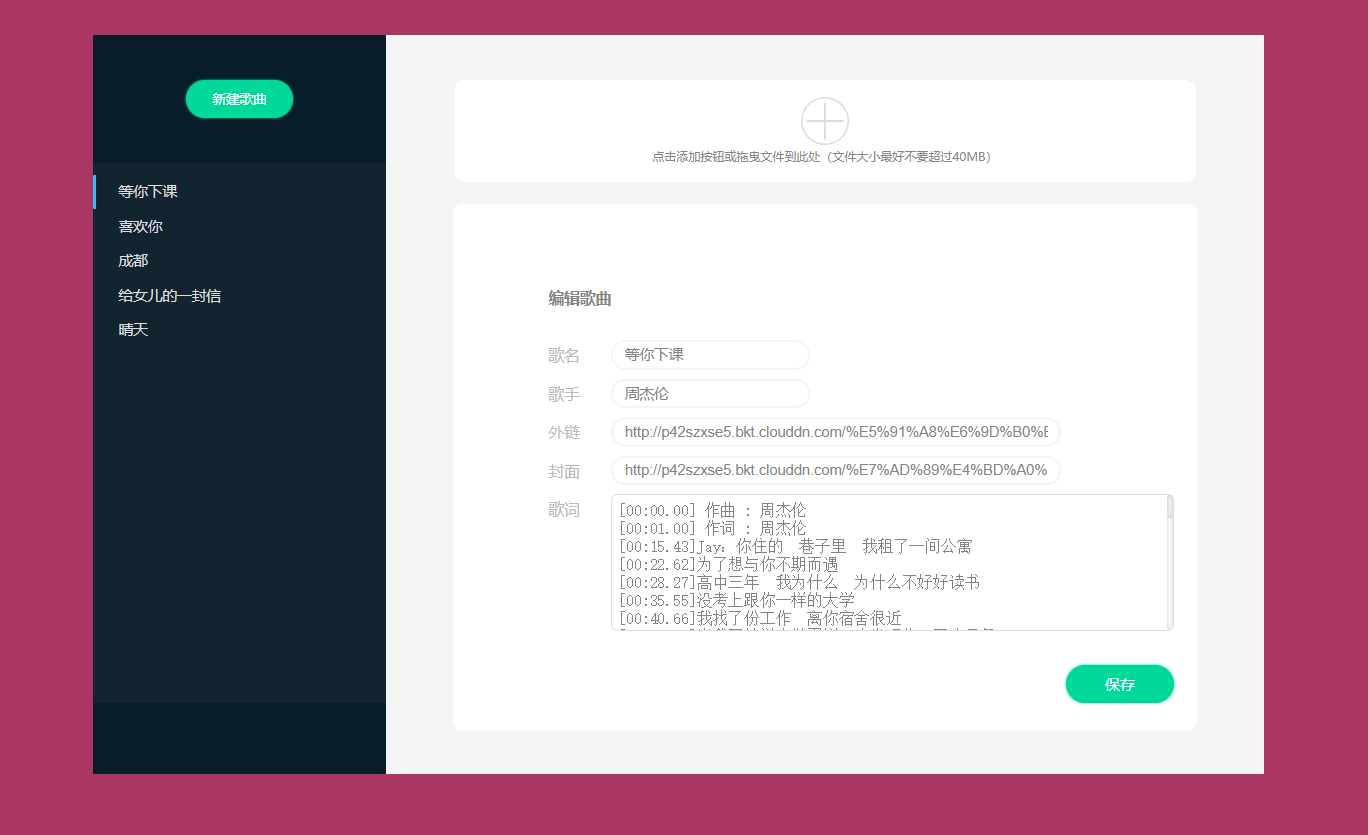 新建歌曲
等你下课
喜欢你
成都
给女儿的一封信
晴天
点击添加按钮或拖曳文件到此处（文件大小最好不要超过40MB）
编辑歌曲
歌名 等你下课
歌手 周杰伦
外链 http://p42szxse5.bkt.clouddn.com/%E5%91%A8%E6%9D%B0%E
封面 http://p42szxse5.bkt.clouddn.com/%E7%AD%89%E4%BD%A0%
歌词 [00:00.00] 作曲 : 周杰伦
[00:01.00] 作词 : 周杰伦
[00:15.43]Jay：你住的　巷子里　我租了一间公寓
[00:22.62]为了想与你不期而遇
[00:28.27]高中三年　我为什么　为什么不好好读书
[00:35.55]没考上跟你一样的大学
[00:40.66]我找了份工作　离你宿舍很近
保存